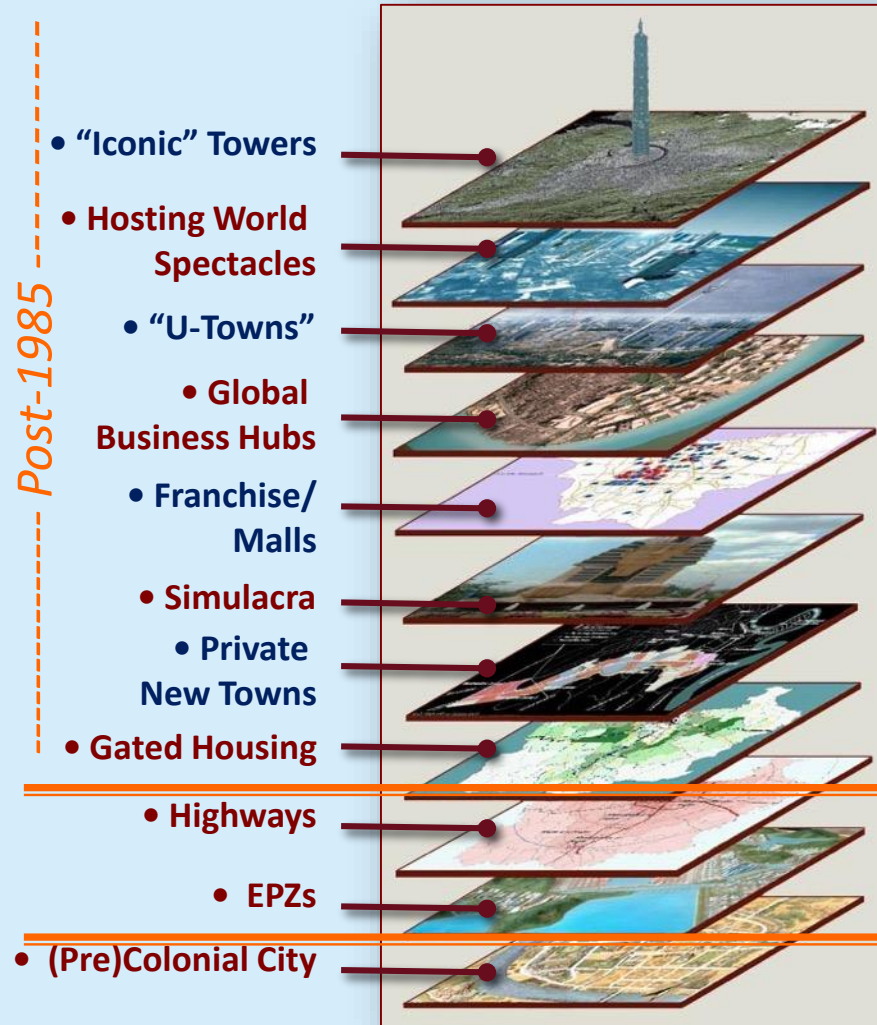 Post-1985
• “Iconic” Towers
• Hosting World
Spectacles
• “U-Towns”
• Global
Business Hubs
• Franchise/
Malls
• Simulacra
• Private
New Towns
• Gated Housing
• Highways
• EPZs
• (Pre)Colonial City